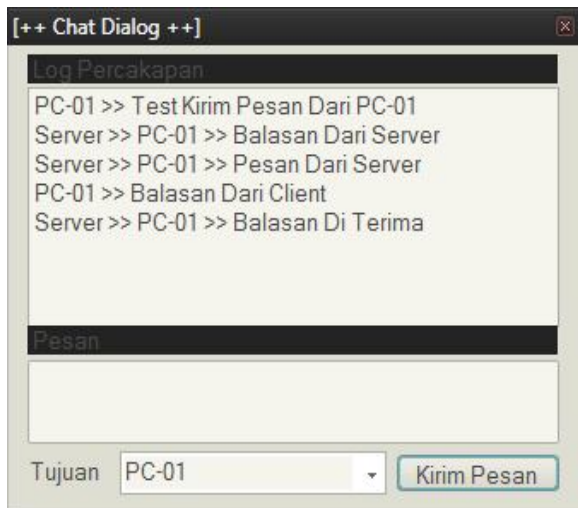 [++ Chat Dialog ++]
Log Percakapan
PC-01 >> Test Kirim Pesan Dari PC-01
Server >> PC-01 >> Balasan Dari Server
Server >> PC-01 >> Pesan Dari Server
PC-01 >> Balasan Dari Client
Server >> PC-01 >> Balasan Di Terima
Pesan
Tujuan PC-01 Kirim Pesan